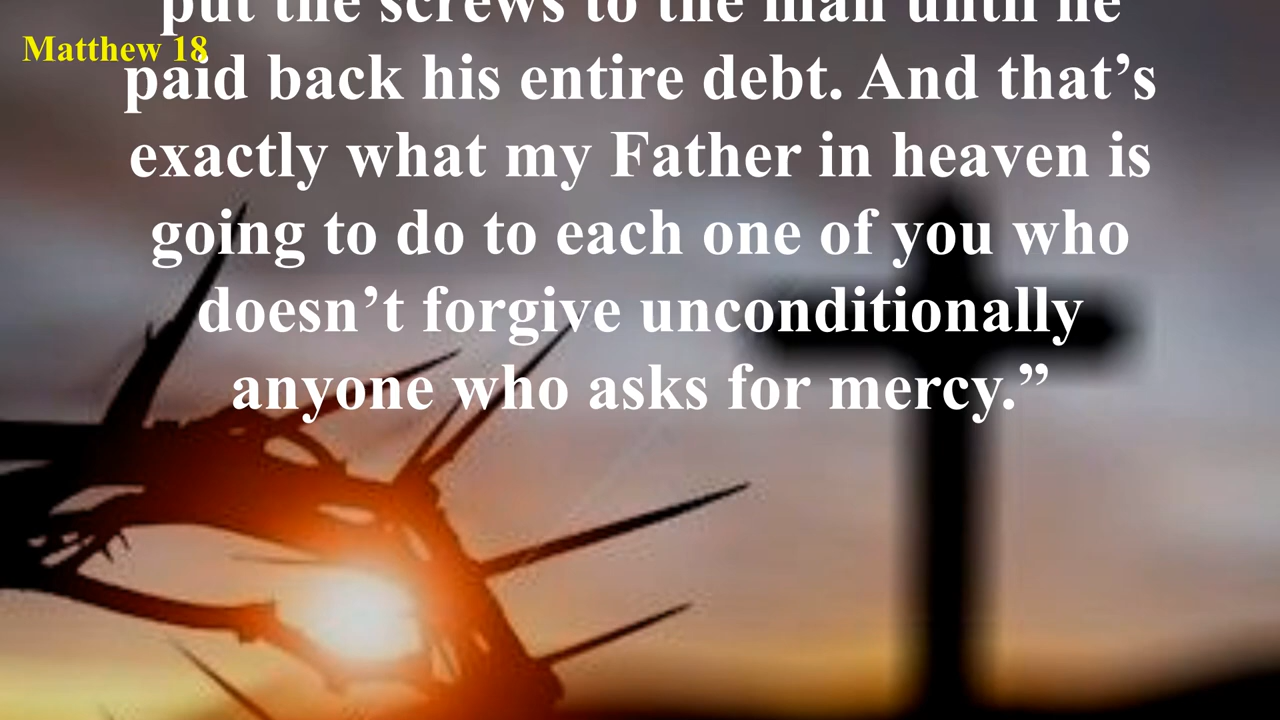 put the screws to the man until he
Matthew 18
paid back his entire debt. And that’s
exactly what my Father in heaven is
going to do to each one of you who
doesn’t forgive unconditionally
anyone who asks for mercy.”